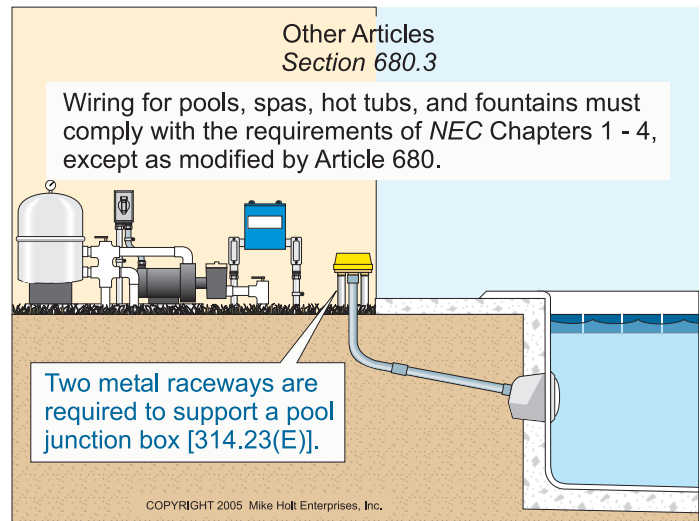 Other Articles
Section 680.3
Wiring for pools, spas, hot tubs, and fountains must
comply with the requirements of NEC Chapters 1 - 4,
except as modified by Article 680.
Two metal raceways are
required to support a pool
junction box [314.23(E)].
COPYRIGHT 2005 Mike Holt Enterprises, Inc.